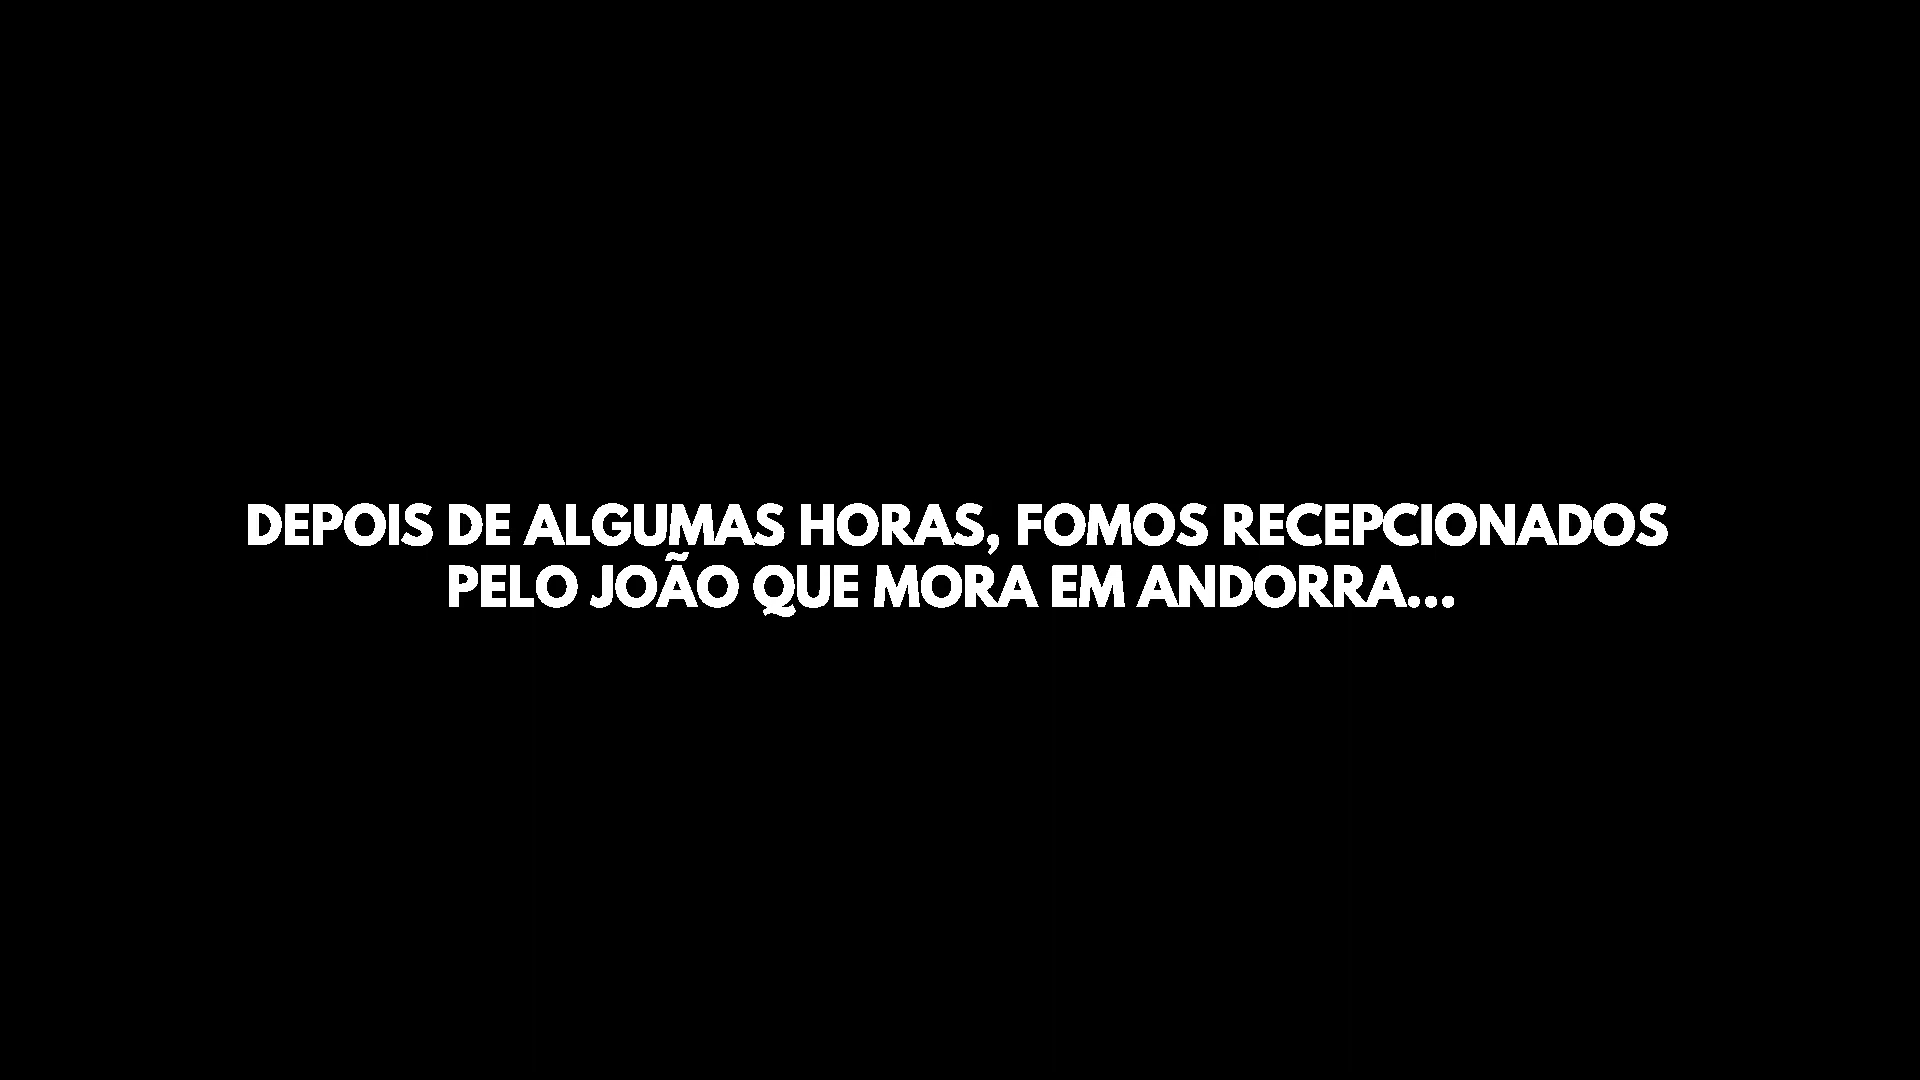 DEPOIS DE ALGUMAS HORAS, FOMOS RECEPCIONADOS
PELO JOÃO QUE MORA EM ANDORRA...